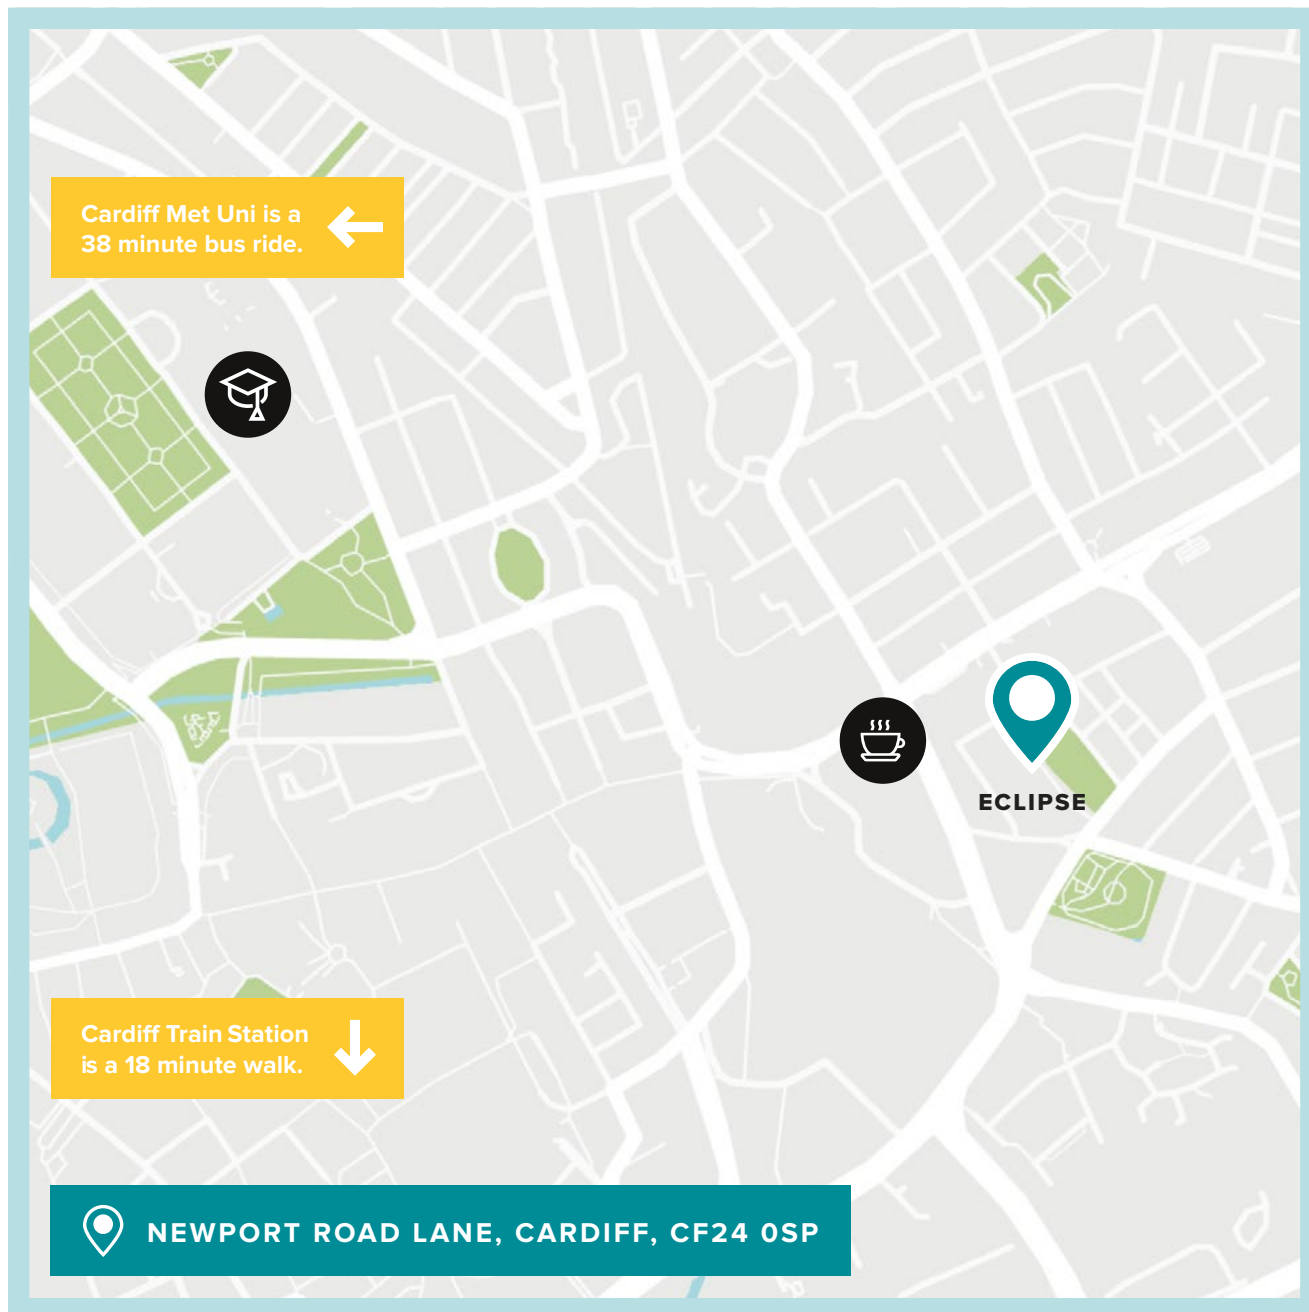 Cardiff Met Uni is a
38 minute bus ride.
ECLIPSE
Cardiff Train Station
is a 18 minute walk.
NEWPORT ROAD LANE, CARDIFF, CF24 0SP